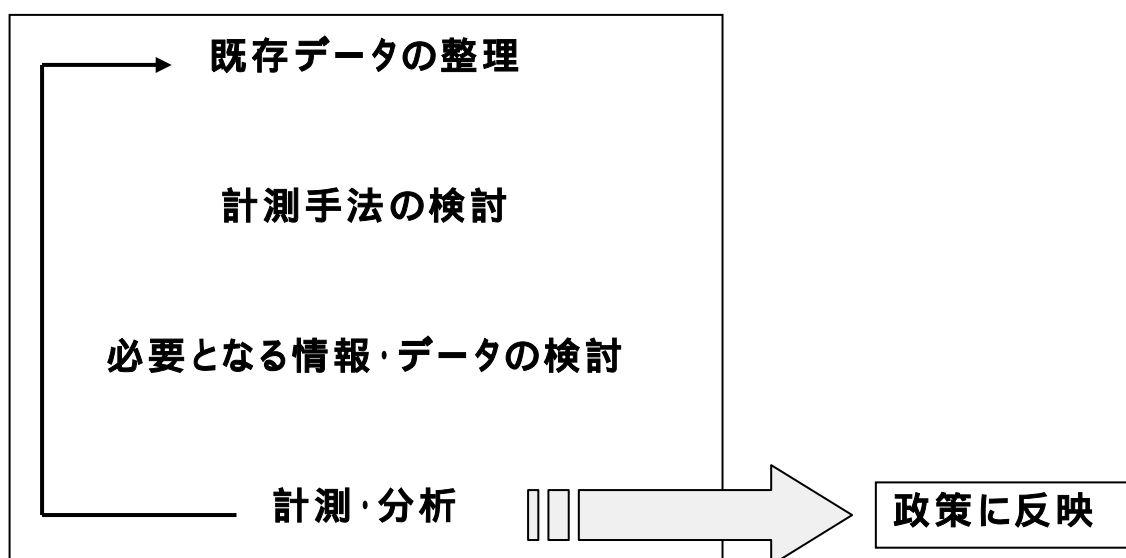 既存データの整理
計測手法の検討
必要となる情報・データの検討
計測・分析
政策に反映